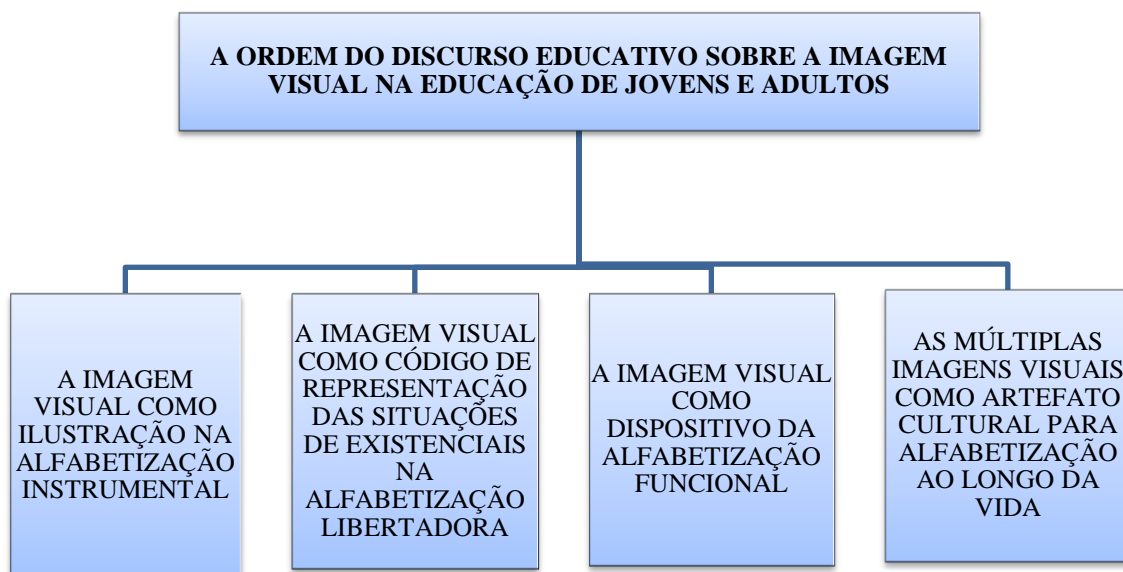 A ORDEM DO DISCURSO EDUCATIVO SOBRE A IMAGEM
VISUAL NA EDUCAÇÃO DE JOVENS E ADULTOS
A IMAGEM
VISUAL COMO
ILUSTRAÇÃO NA
ALFABETIZAÇÃO
INSTRUMENTAL
A IMAGEM VISUAL
COMO CÓDIGO DE
REPRESENTAÇÃO
DAS SITUAÇÕES
DE EXISTENCIAIS
NA
ALFABETIZAÇÃO
LIBERTADORA
A IMAGEM VISUAL
COMO
DISPOSITIVO DA
ALFABETIZAÇÃO
FUNCIONAL
AS MÚLTIPLAS
IMAGENS VISUAIS
COMO ARTEFATO
CULTURAL PARA
ALFABETIZAÇÃO
AO LONGO DA
VIDA